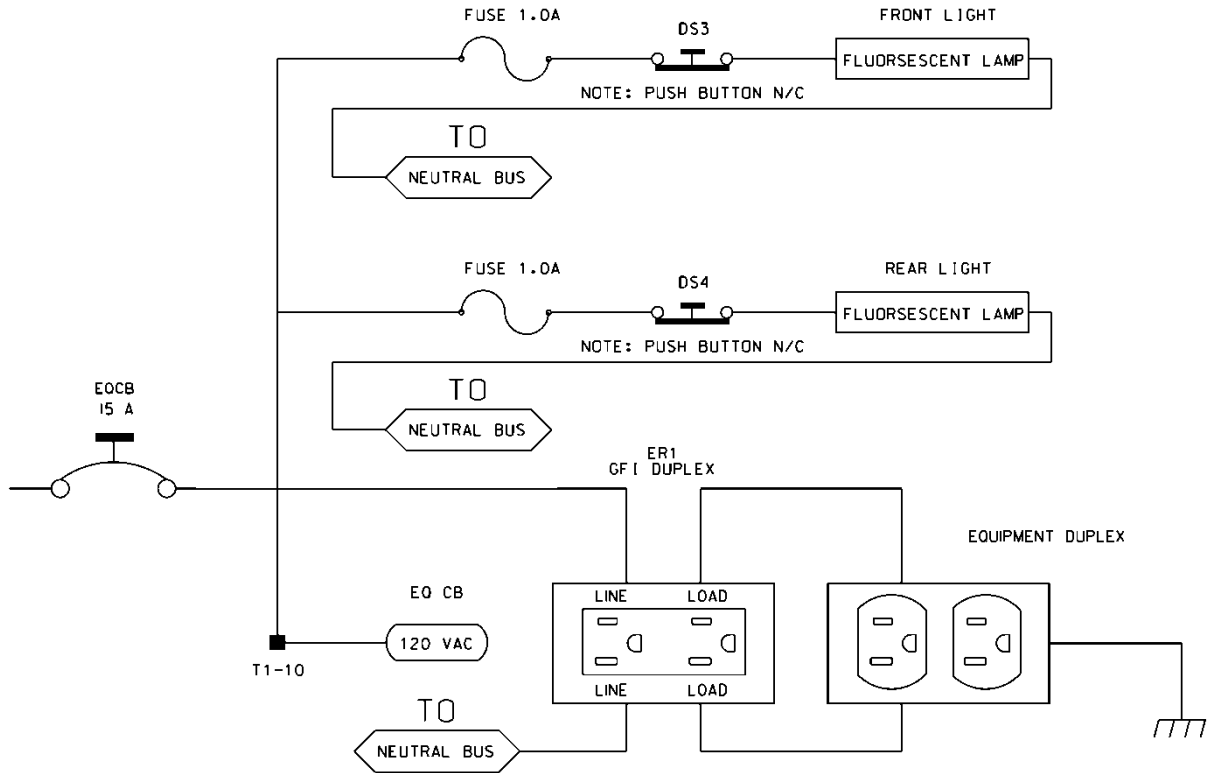 FUSE 1.0A
DS3
FRONT LIGHT
FLUORSESCENT LAMP
NOTE: PUSH BUTTON N/C
TO
NEUTRAL BUS
FUSE 1.0A
DS4
REAR LIGHT
FLUORSESCENT LAMP
NOTE: PUSH BUTTON N/C
TO
NEUTRAL BUS
EQCB
15 A
ER1
GFI DUPLEX
EQUIPMENT DUPLEX
EQ CB
120 VAC
T1-10
LINE LOAD
LINE LOAD
TO
NEUTRAL BUS